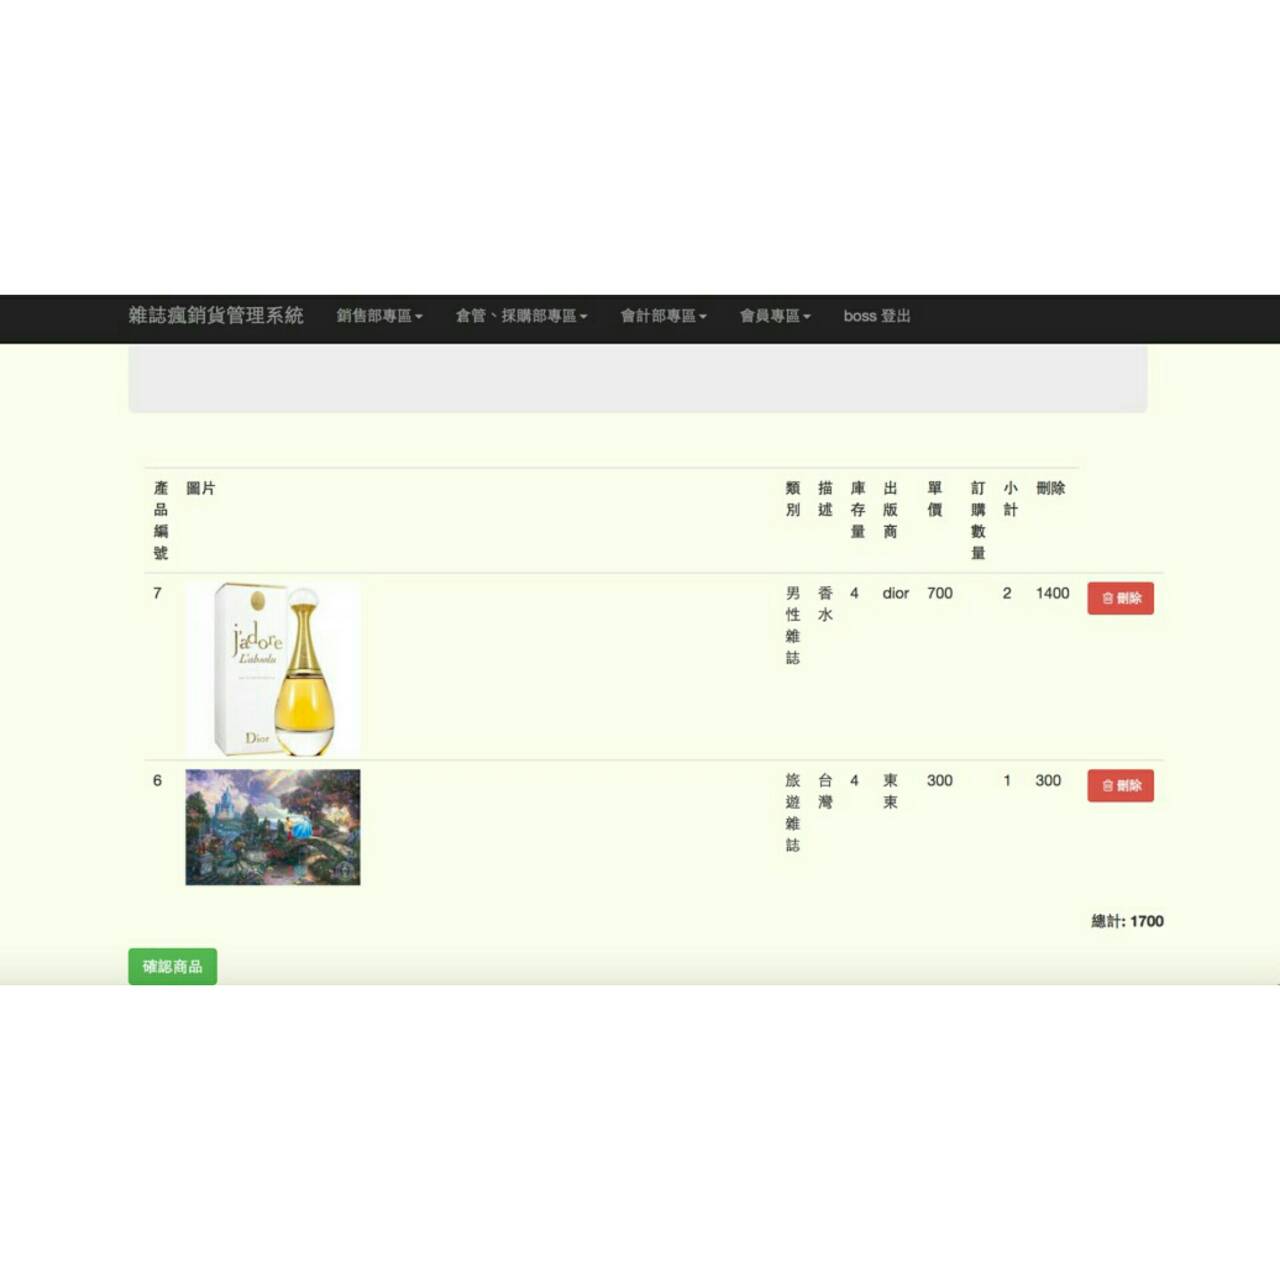 雜誌瘋銷貨管理系統 銷售部專區 倉管、採購部專區 會計部專區 會員專區 boss 登出
產品編號 圖片 類別 描述 庫存量 出版商 單價 訂購數量 小計 刪除
7 男性雜誌 香水 4 dior 700 2 1400 刪除
j'adore
L'absolu
Dior
6 旅遊雜誌 台灣 4 東東 300 1 300 刪除
總計: 1700
確認商品